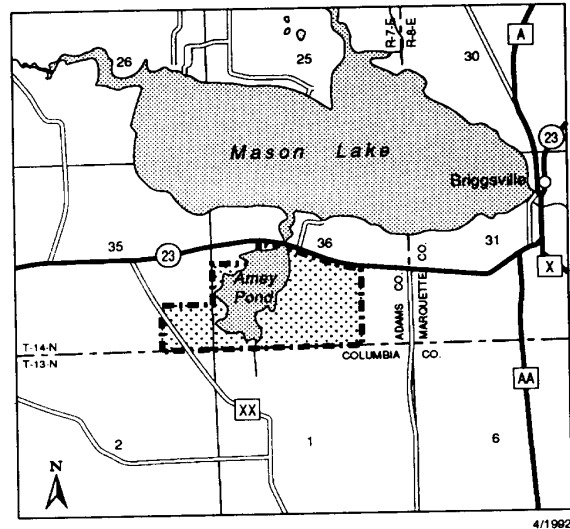 R-7-E
R-8-E
A
26
25
30
23
Mason Lake
Briggsville
35
23
36
31
X
Amey
Pond
ADAMS CO.
MARQUETTE CO.
T-14-N
T-13-N
COLUMBIA CO.
AA
XX
2
1
6
N
4/1992